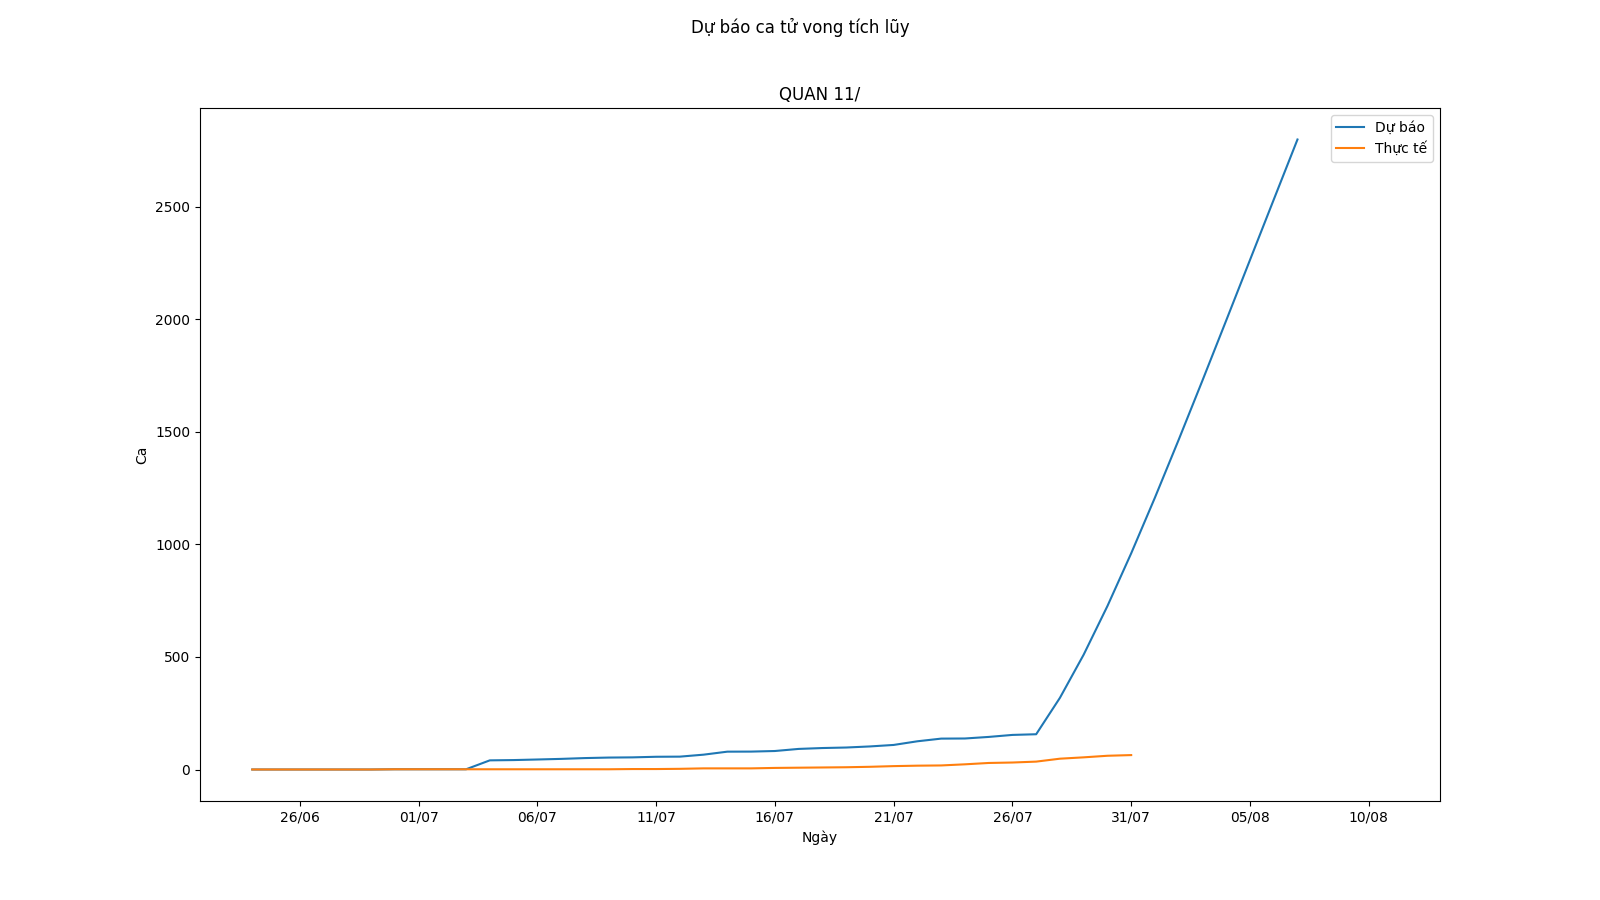 Dự báo ca tử vong tích lũy
QUAN 11/
Dự báo
Thực tế
2500
2000
1500
1000
500
0
Ca
26/06 01/07 06/07 11/07 16/07 21/07 26/07 31/07 05/08 10/08
Ngày